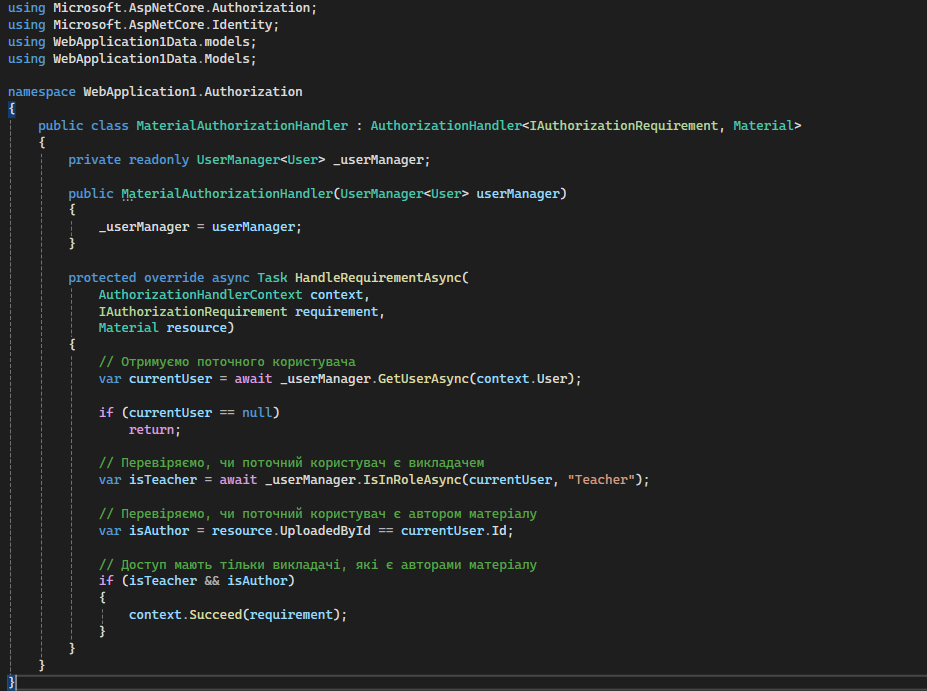 using Microsoft.AspNetCore.Authorization;
using Microsoft.AspNetCore.Identity;
using WebApplication1Data.models;
using WebApplication1Data.Models;

namespace WebApplication1.Authorization
{
    public class MaterialAuthorizationHandler : AuthorizationHandler<IAuthorizationRequirement, Material>
    {
        private readonly UserManager<User> _userManager;

        public MaterialAuthorizationHandler(UserManager<User> userManager)
        {
            _userManager = userManager;
        }

        protected override async Task HandleRequirementAsync(
            AuthorizationHandlerContext context,
            IAuthorizationRequirement requirement,
            Material resource)
        {
            // Отримуємо поточного користувача
            var currentUser = await _userManager.GetUserAsync(context.User);

            if (currentUser == null)
                return;

            // Перевіряємо, чи поточний користувач є викладачем
            var isTeacher = await _userManager.IsInRoleAsync(currentUser, "Teacher");

            // Перевіряємо, чи поточний користувач є автором матеріалу
            var isAuthor = resource.UploadedById == currentUser.Id;

            // Доступ мають тільки викладачі, які є авторами матеріалу
            if (isTeacher && isAuthor)
            {
                context.Succeed(requirement);
            }
        }
    }
}